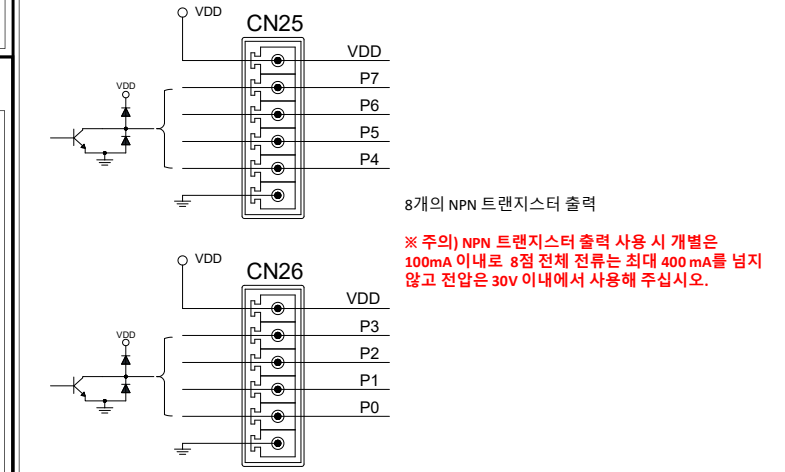 VDD
CN25
VDD
P7
VDD
P6
P5
P4
8개의 NPN 트랜지스터 출력
※ 주의) NPN 트랜지스터 출력 사용 시 개별은
100mA 이내로 8점 전체 전류는 최대 400 mA를 넘지
않고 전압은 30V 이내에서 사용해 주십시오.
VDD
CN26
VDD
P3
VDD
P2
P1
P0